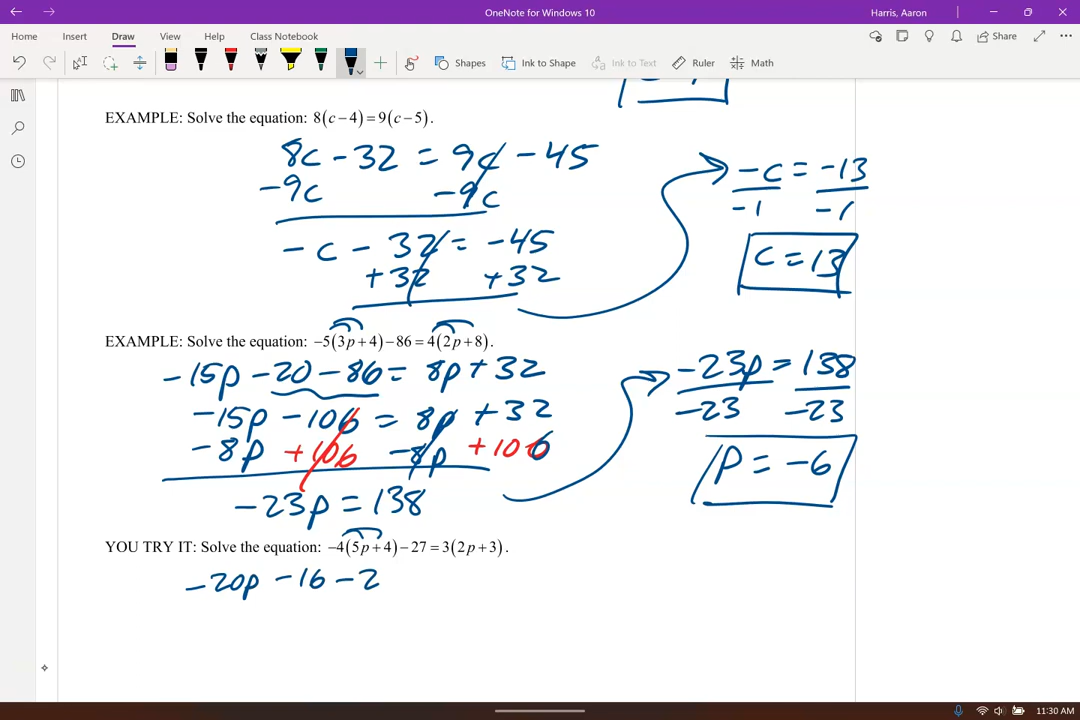 OneNote for Windows 10
Harris, Aaron
Home Insert Draw View Help Class Notebook Share
Shapes Ink to Shape Ink to Text Ruler Math
EXAMPLE: Solve the equation: 8(c−4)=9(c−5).
8c - 32 = 9c - 45
-9c -9c
-c - 32 = -45
+32 +32
-c = -13
-1 -1
c = 13
EXAMPLE: Solve the equation: −5(3p+4)−86=4(2p+8).
-15p - 20 - 86 = 8p + 32
-15p - 106 = 8p + 32
-8p +106 -8p +106
-23p = 138
-23p = 138
-23 -23
p = -6
YOU TRY IT: Solve the equation: −4(5p+4)−27=3(2p+3).
-20p - 16 - 2
11:30 AM